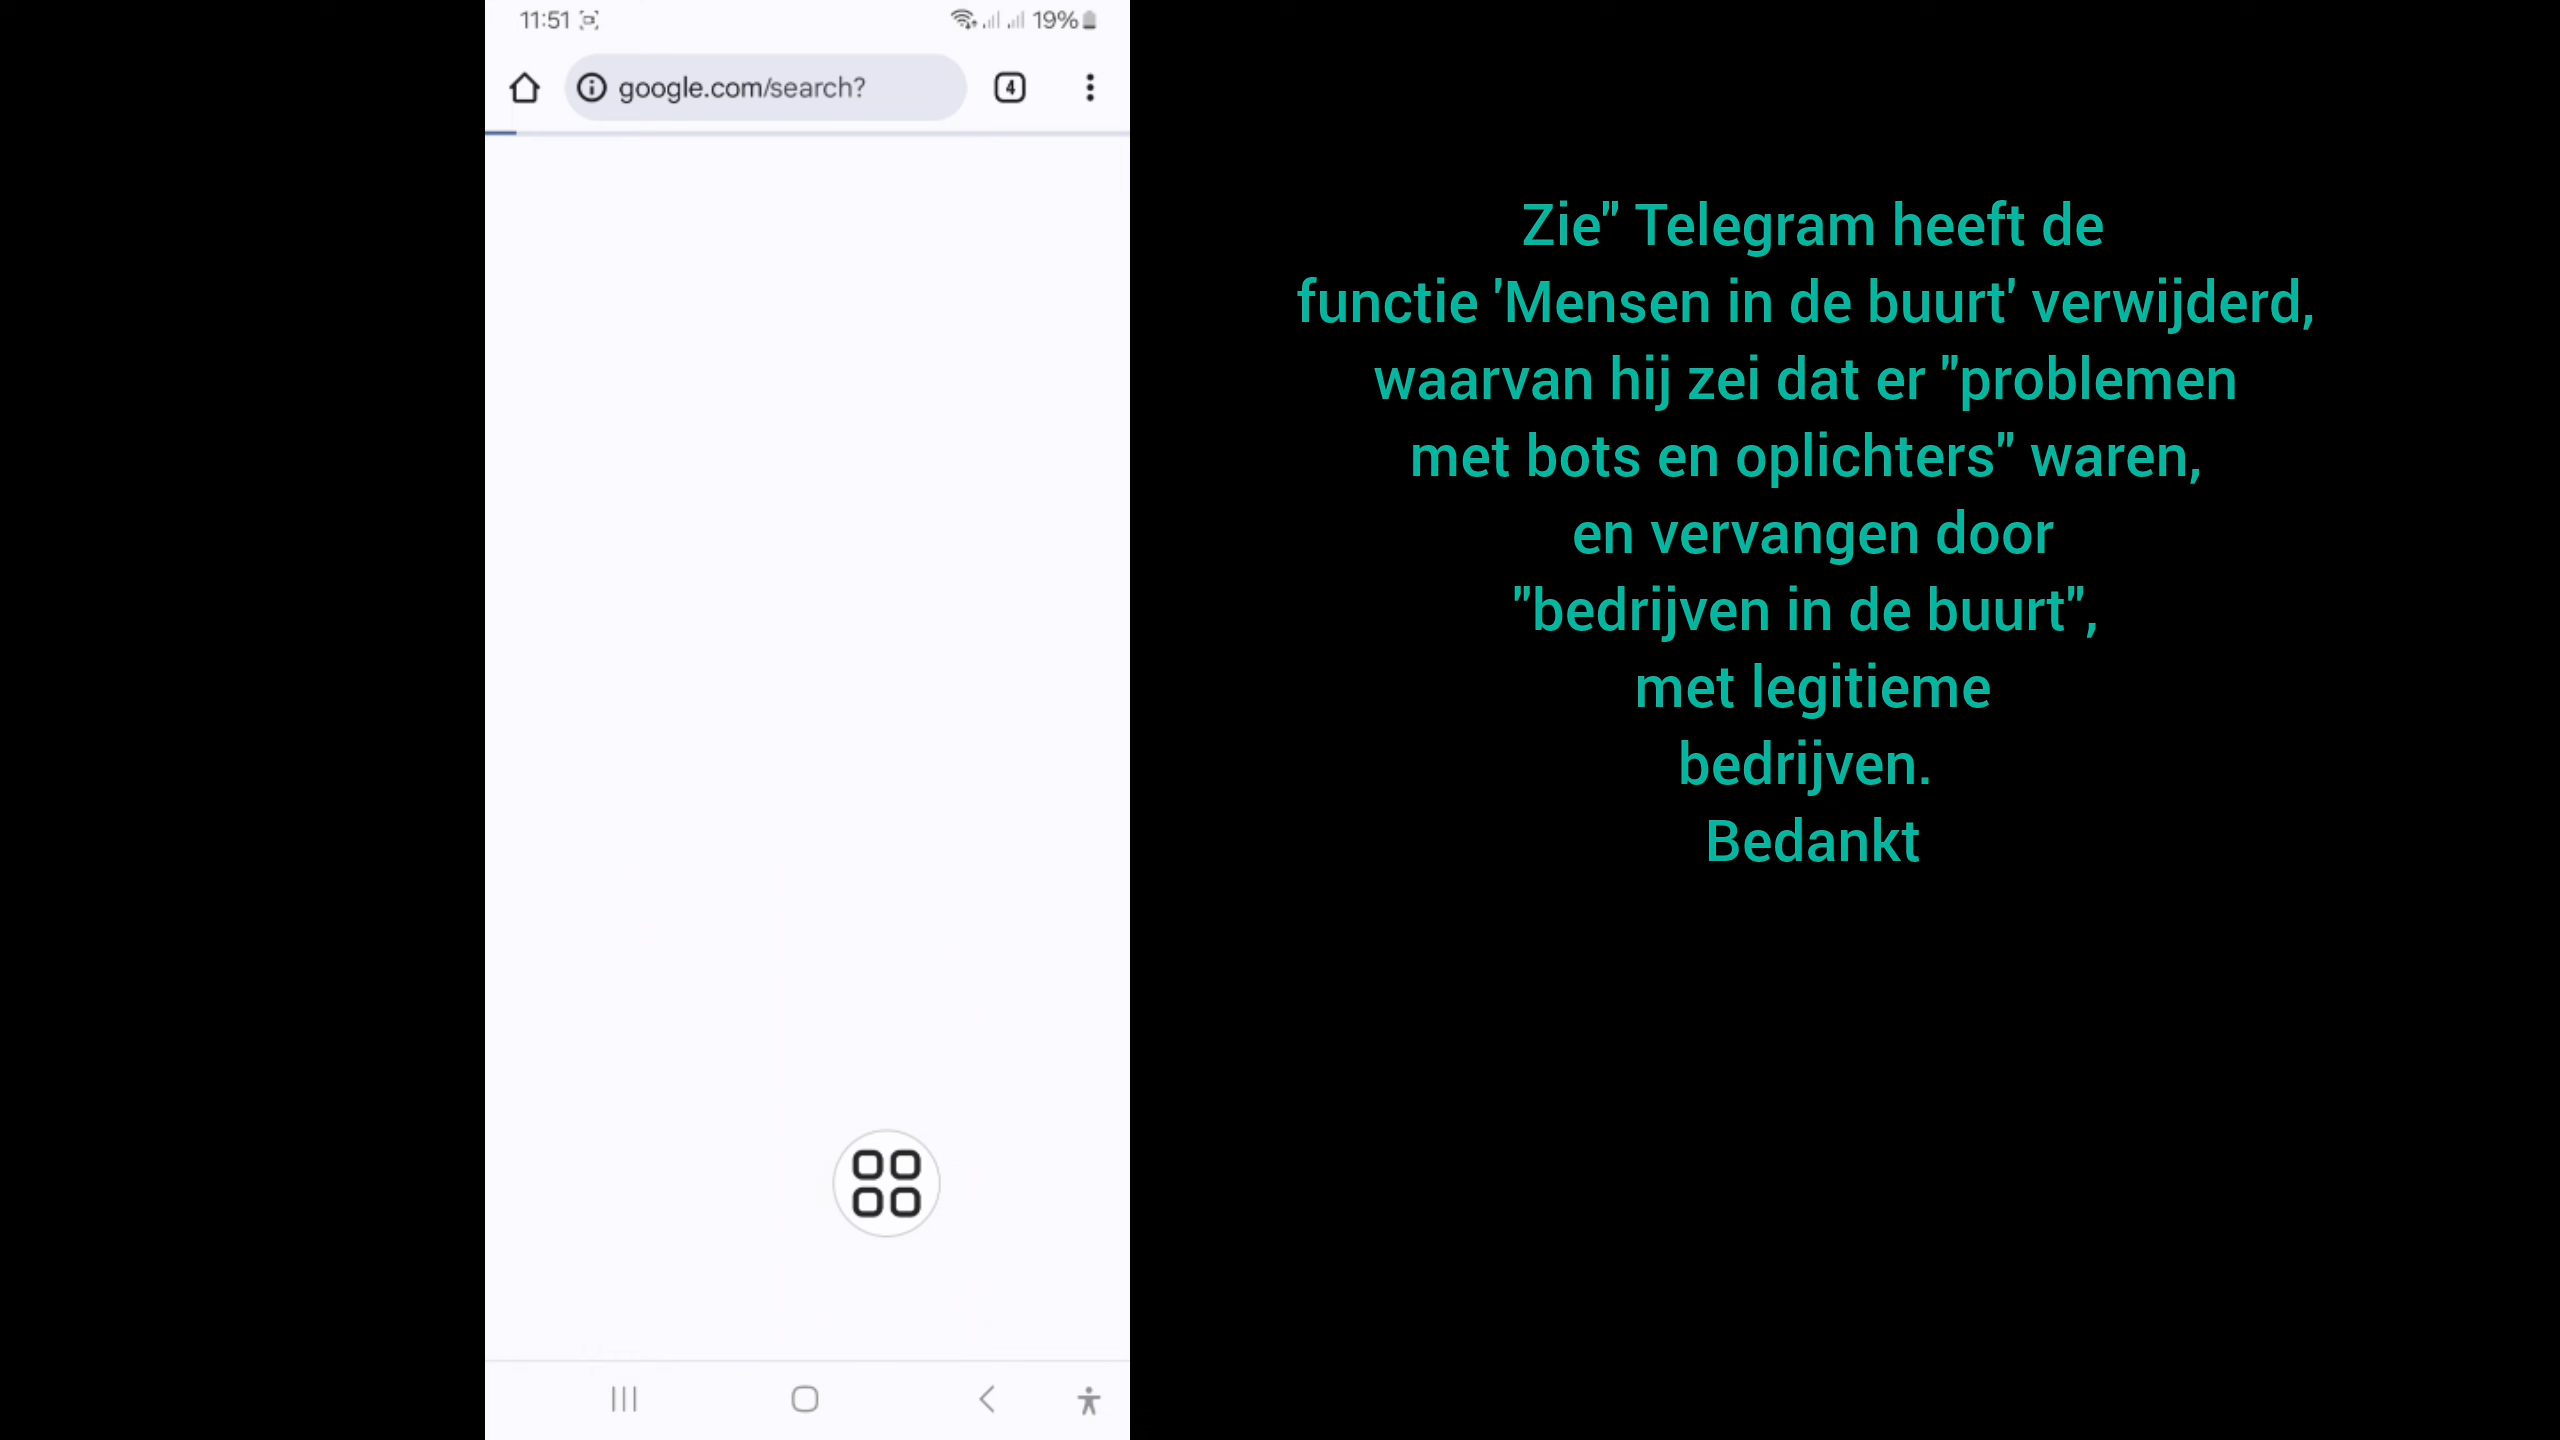 11:51
19%
google.com/search?
4
Zie" Telegram heeft de
functie 'Mensen in de buurt' verwijderd,
waarvan hij zei dat er "problemen
met bots en oplichters" waren,
en vervangen door
"bedrijven in de buurt",
met legitieme
bedrijven.
Bedankt